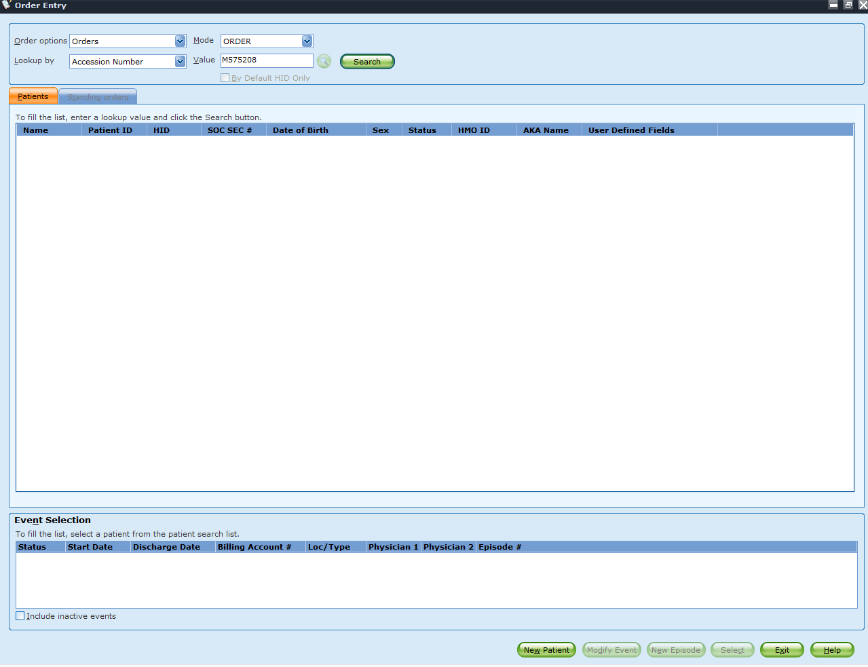 Order Entry
Order options Orders Mode ORDER
Lookup by Accession Number Value M575208 Search
By Default HID Only
Patients Standing orders
To fill the list, enter a lookup value and click the Search button.
Name Patient ID HID SOC SEC # Date of Birth Sex Status HMO ID AKA Name User Defined Fields
Event Selection
To fill the list, select a patient from the patient search list.
Status Start Date Discharge Date Billing Account # Loc/Type Physician 1 Physician 2 Episode #
Include inactive events
New Patient Modify Event New Episode Select Exit Help